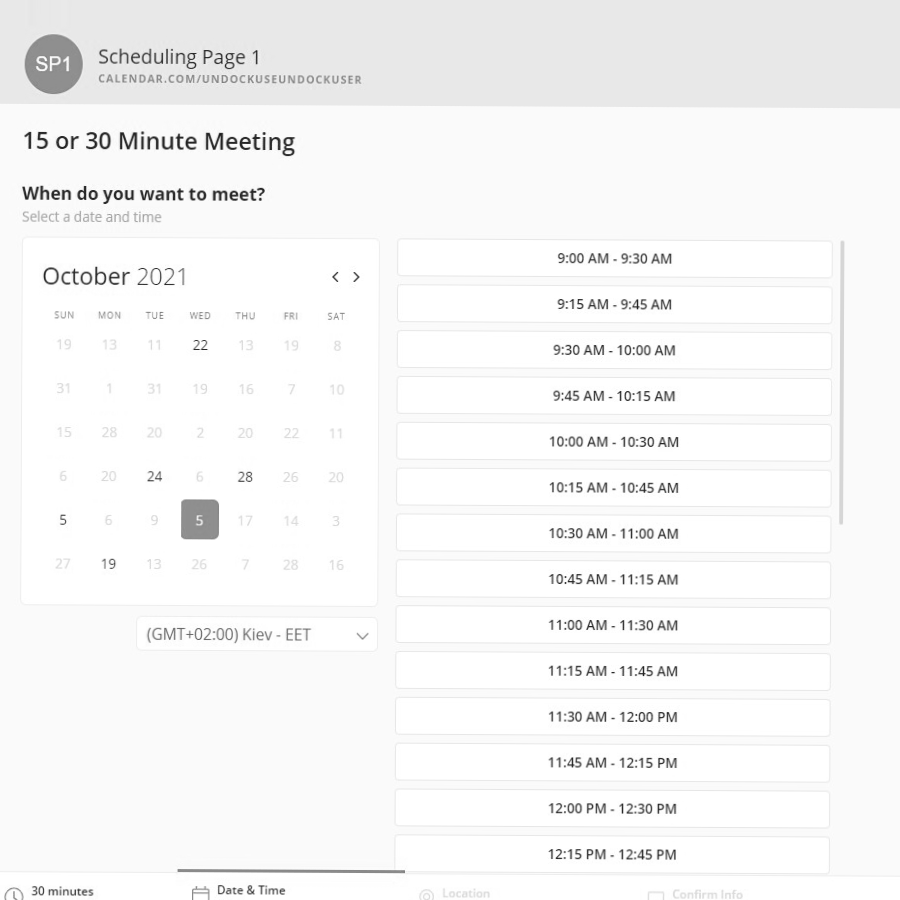 SP1
Scheduling Page 1
CALENDAR.COM/UNDOCKUSEUNDOCKUSER
15 or 30 Minute Meeting
When do you want to meet?
Select a date and time
October 2021
SUN MON TUE WED THU FRI SAT
19 13 11 22 13 19 8
31 1 31 19 16 7 10
15 28 20 2 20 22 11
6 20 24 6 28 26 20
5 6 9 5 17 14 3
27 19 13 26 7 28 16
(GMT+02:00) Kiev - EET
9:00 AM - 9:30 AM
9:15 AM - 9:45 AM
9:30 AM - 10:00 AM
9:45 AM - 10:15 AM
10:00 AM - 10:30 AM
10:15 AM - 10:45 AM
10:30 AM - 11:00 AM
10:45 AM - 11:15 AM
11:00 AM - 11:30 AM
11:15 AM - 11:45 AM
11:30 AM - 12:00 PM
11:45 AM - 12:15 PM
12:00 PM - 12:30 PM
12:15 PM - 12:45 PM
30 minutes
Date & Time
Location
Confirm Info